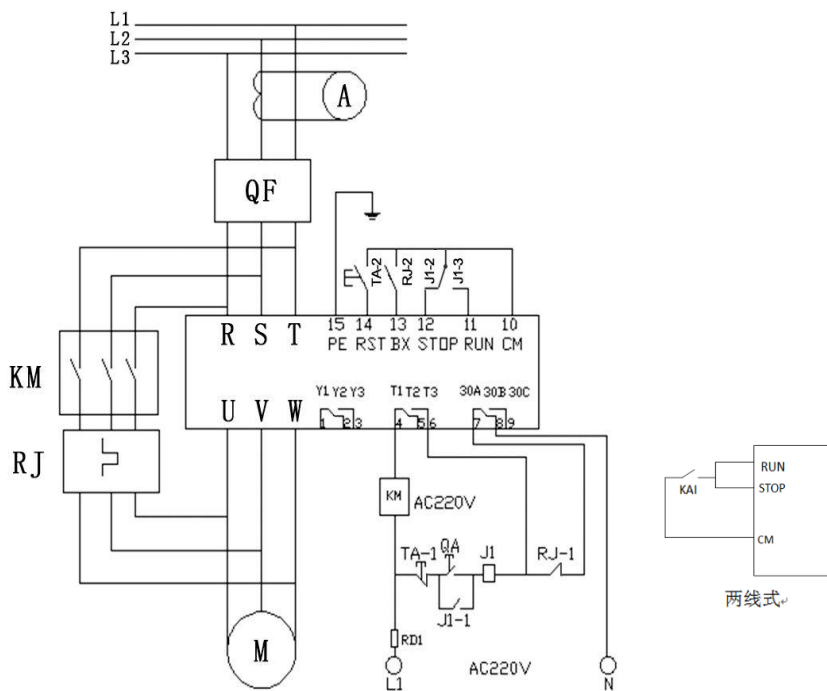 L1
L2
L3
A
QF
TA-2 RJ-2 J1-2 J1-3
15 14 13 12 11 10
R S T PE RST BX STOP RUN CM
KM
U V W Y1 Y2 Y3 T1 T2 T3 30A 30B 30C
1 2 3 4 5 6 7 8 9
RJ
KM AC220V
RUN
KAI STOP
TA-1 QA J1 RJ-1
CM
J1-1
两线式
M RD1
L1 AC220V N